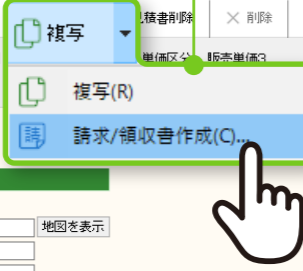 複写
見積書削除
削除
単価区分
販売単価3
複写(R)
請求/領収書作成(C)...
地図を表示